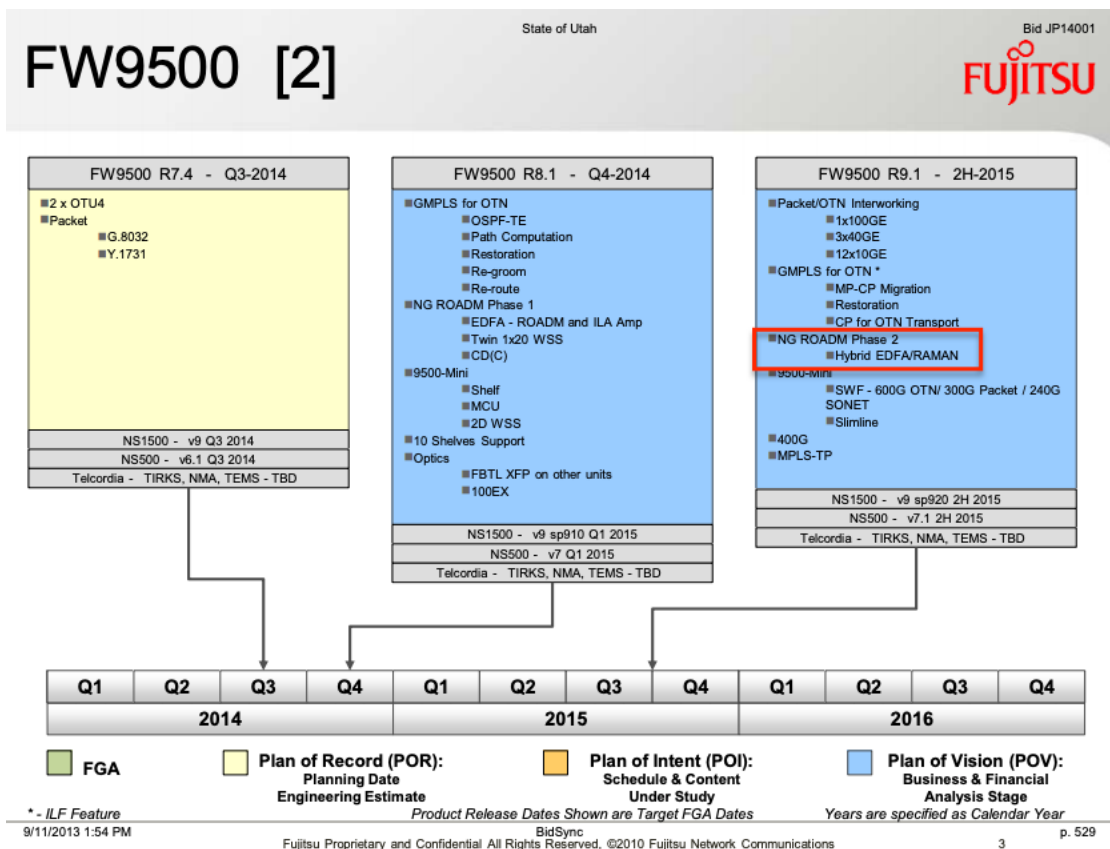 State of Utah
Bid JP14001
FW9500 [2]
FUJITSU
FW9500 R7.4 - Q3-2014
2 x OTU4
Packet
G.8032
Y.1731
NS1500 - v9 Q3 2014
NS500 - v6.1 Q3 2014
Telcordia - TIRKS, NMA, TEMS - TBD
FW9500 R8.1 - Q4-2014
GMPLS for OTN
OSPF-TE
Path Computation
Restoration
Re-groom
Re-route
NG ROADM Phase 1
EDFA - ROADM and ILA Amp
Twin 1x20 WSS
CD(C)
9500-Mini
Shelf
MCU
2D WSS
10 Shelves Support
Optics
FBTL XFP on other units
100EX
NS1500 - v9 sp910 Q1 2015
NS500 - v7 Q1 2015
Telcordia - TIRKS, NMA, TEMS - TBD
FW9500 R9.1 - 2H-2015
Packet/OTN Interworking
1x100GE
3x40GE
12x10GE
GMPLS for OTN *
MP-CP Migration
Restoration
CP for OTN Transport
NG ROADM Phase 2
Hybrid EDFA/RAMAN
9500-Mini
SWF - 600G OTN/ 300G Packet / 240G
SONET
Slimline
400G
MPLS-TP
NS1500 - v9 sp920 2H 2015
NS500 - v7.1 2H 2015
Telcordia - TIRKS, NMA, TEMS - TBD
Q1 Q2 Q3 Q4 Q1 Q2 Q3 Q4 Q1 Q2 Q3 Q4
2014 2015 2016
FGA
Plan of Record (POR):
Planning Date
Engineering Estimate
Plan of Intent (POI):
Schedule & Content
Under Study
Plan of Vision (POV):
Business & Financial
Analysis Stage
* - ILF Feature
Product Release Dates Shown are Target FGA Dates
Years are specified as Calendar Year
9/11/2013 1:54 PM
BidSync
p. 529
Fujitsu Proprietary and Confidential All Rights Reserved, ©2010 Fujitsu Network Communications
3